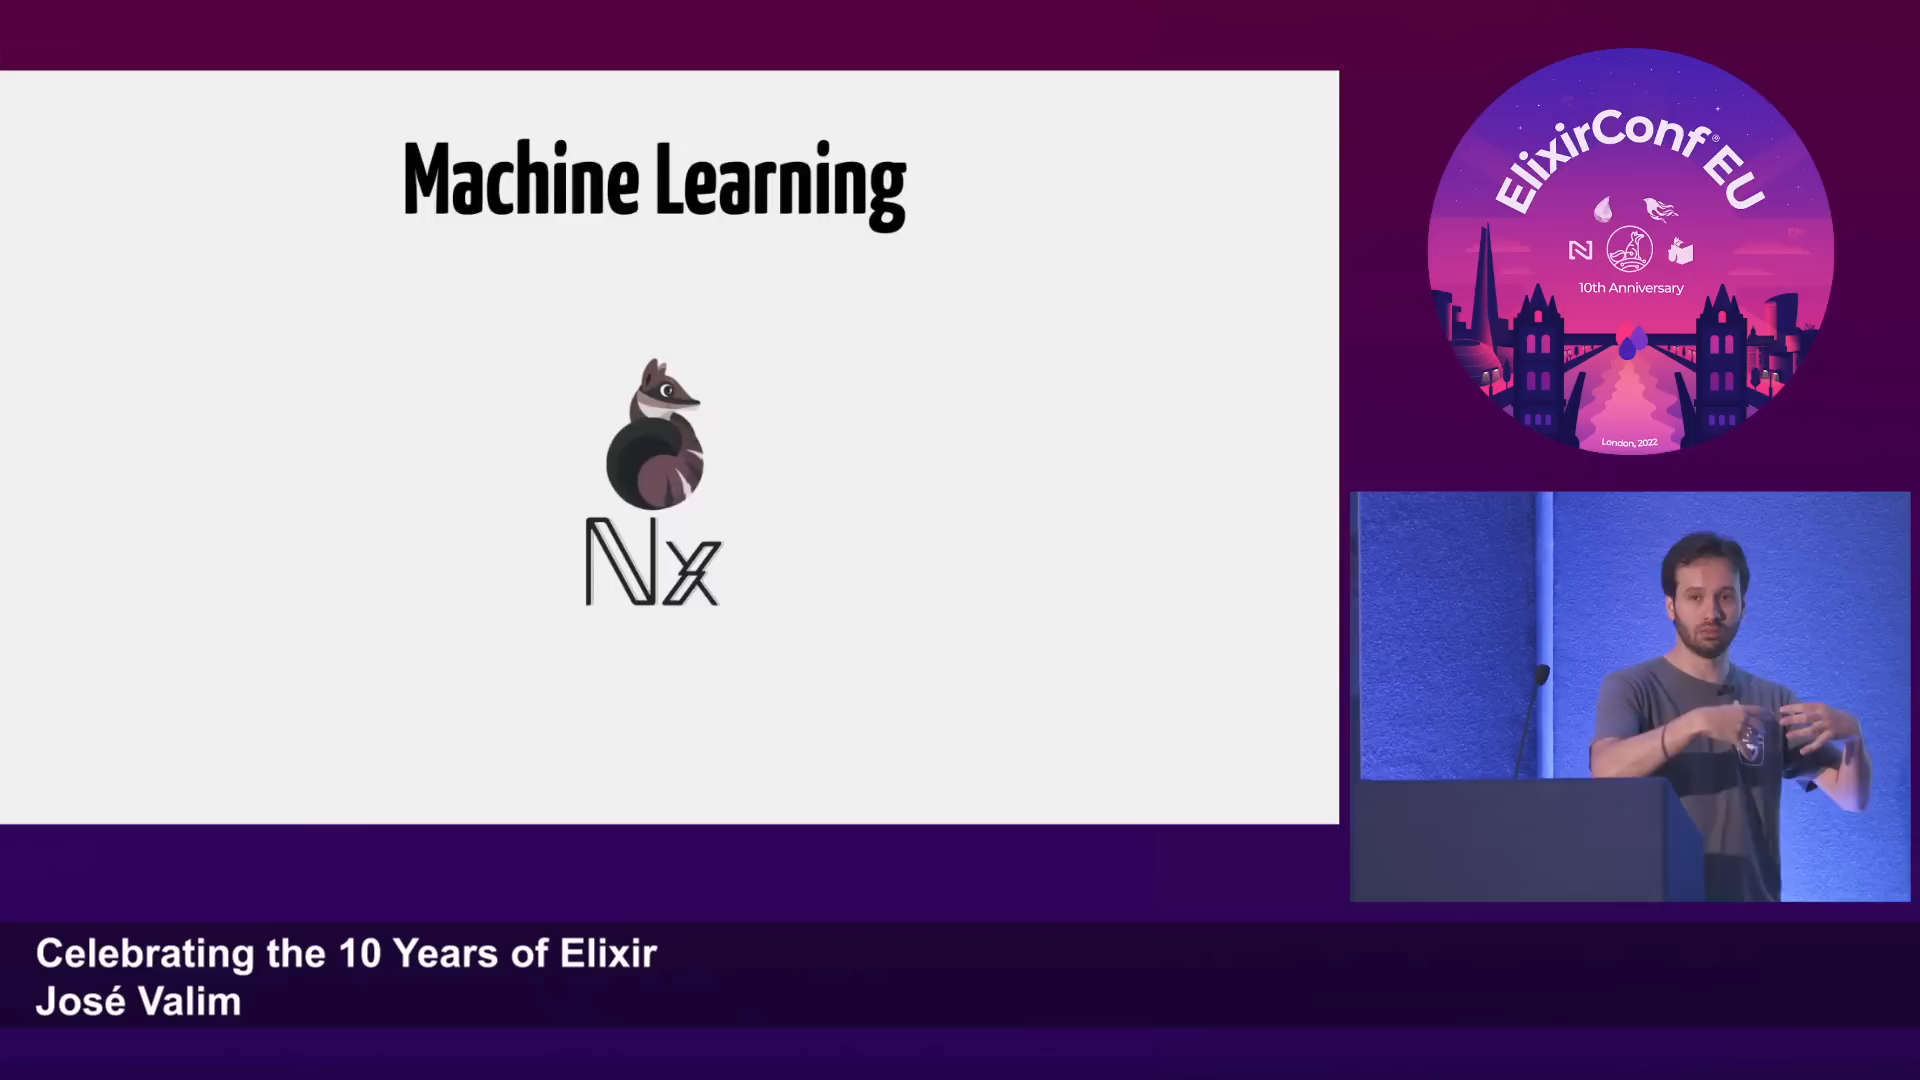 Machine Learning
Nx
ElixirConf® EU
N
10th Anniversary
London, 2022
Celebrating the 10 Years of Elixir
José Valim